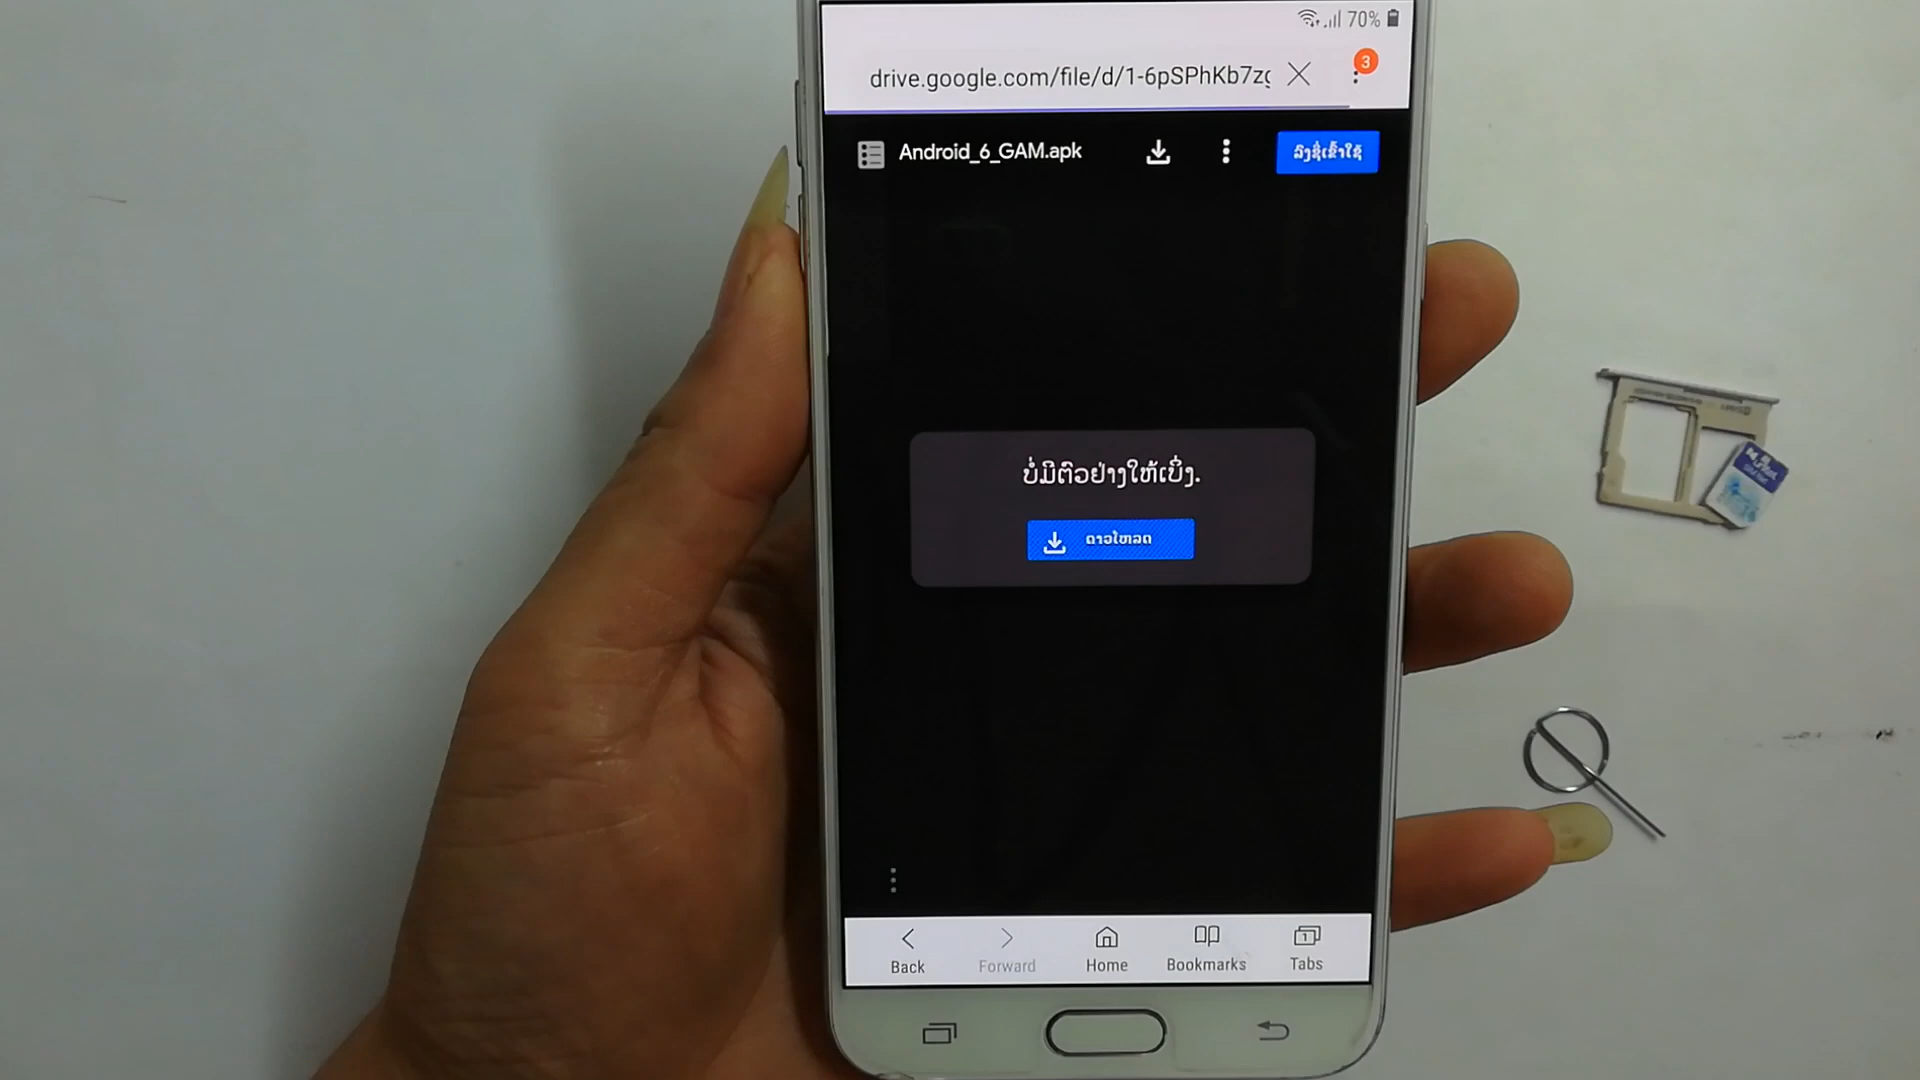 70%
drive.google.com/file/d/1-6pSPhKb7zg
3
Android_6_GAM.apk
ລົງຊື່ເຂົ້າໃຊ້
ບໍ່ມີຕົວຢ່າງໃຫ້ເບິ່ງ.
ດາວໂຫລດ
Back
Forward
Home
Bookmarks
1
Tabs